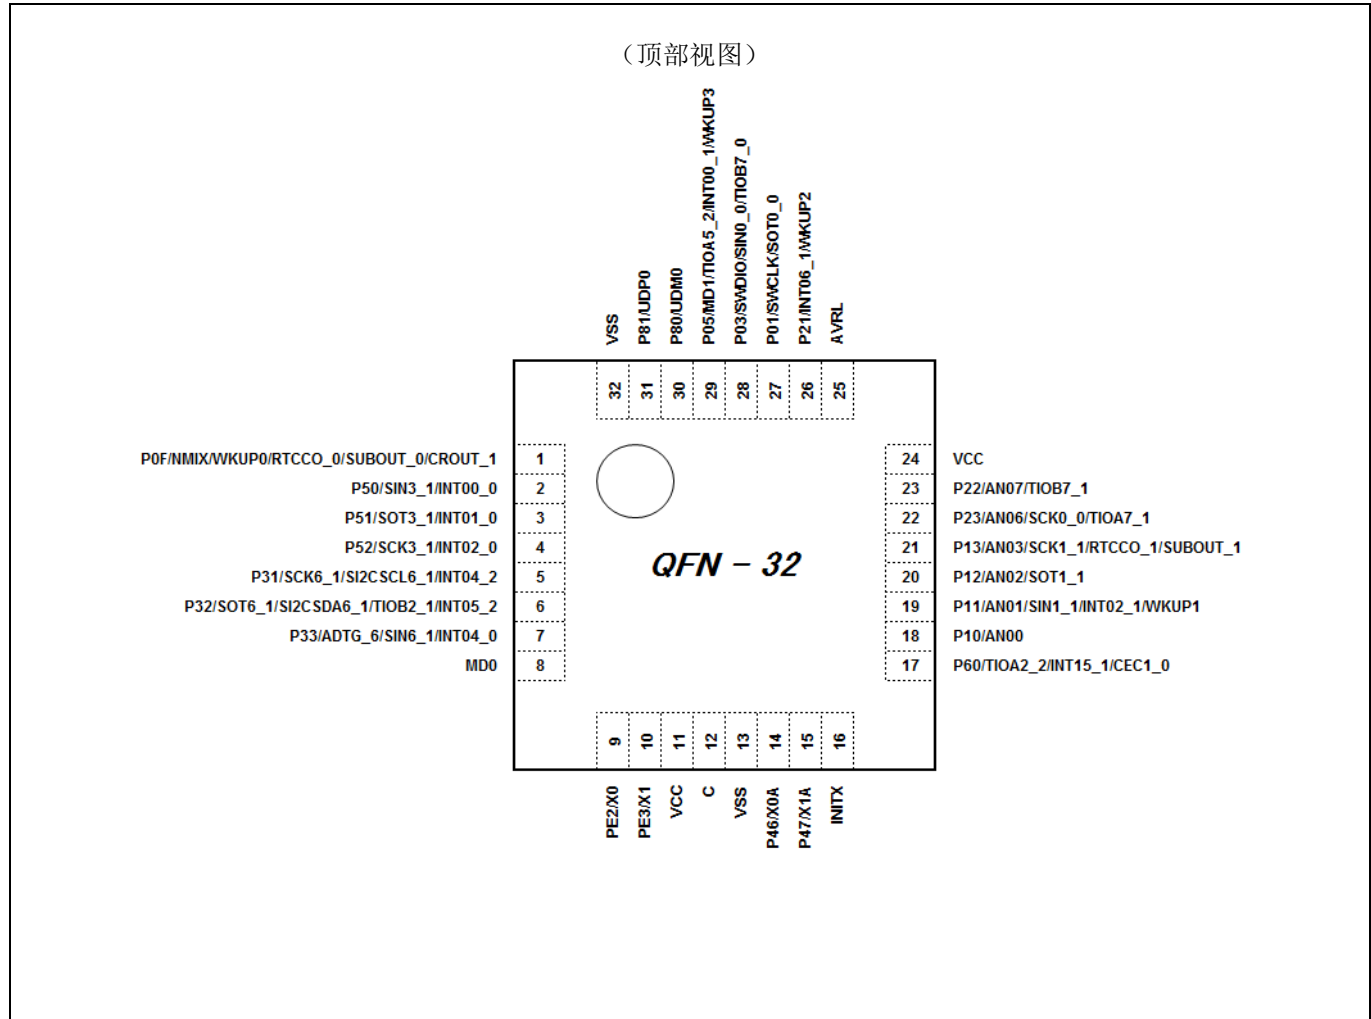 （顶部视图）
VSS
P81/UDP0
P80/UDM0
P05/MD1/TIOA5_2/INT00_1/WKUP3
P03/SWDIO/SIN0_0/TIOB7_0
P01/SWCLK/SOT0_0
P21/INT06_1/WKUP2
AVRL
32 31 30 29 28 27 26 25
P0F/NMIX/WKUP0/RTCCO_0/SUBOUT_0/CROUT_1 1
P50/SIN3_1/INT00_0 2
P51/SOT3_1/INT01_0 3
P52/SCK3_1/INT02_0 4
P31/SCK6_1/SI2CSCL6_1/INT04_2 5
P32/SOT6_1/SI2CSDA6_1/TIOB2_1/INT05_2 6
P33/ADTG_6/SIN6_1/INT04_0 7
MD0 8
QFN - 32
24 VCC
23 P22/AN07/TIOB7_1
22 P23/AN06/SCK0_0/TIOA7_1
21 P13/AN03/SCK1_1/RTCCO_1/SUBOUT_1
20 P12/AN02/SOT1_1
19 P11/AN01/SIN1_1/INT02_1/WKUP1
18 P10/AN00
17 P60/TIOA2_2/INT15_1/CEC1_0
9 10 11 12 13 14 15 16
PE2/X0
PE3/X1
VCC
C
VSS
P46/X0A
P47/X1A
INITX